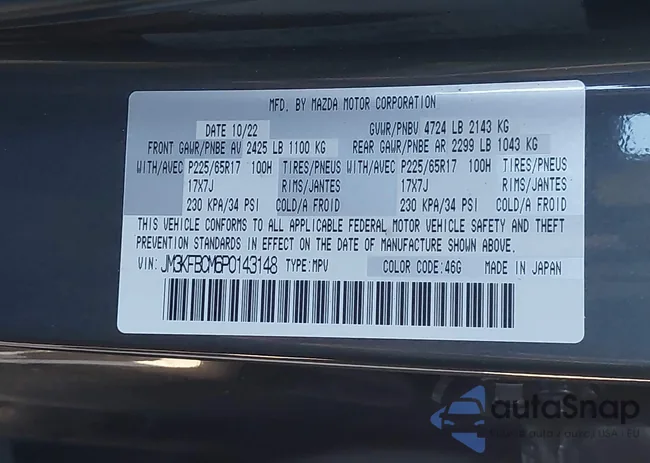 MFD. BY MAZDA MOTOR CORPORATION
DATE 10/22 GVWR/PNBV 4724 LB 2143 KG
FRONT GAWR/PNBE AV 2425 LB 1100 KG REAR GAWR/PNBE AR 2299 LB 1043 KG
WITH/AVEC P225/65R17 100H TIRES/PNEUS WITH/AVEC P225/65R17 100H TIRES/PNEUS
17X7J RIMS/JANTES 17X7J RIMS/JANTES
230 KPA/34 PSI COLD/A FROID 230 KPA/34 PSI COLD/A FROID
THIS VEHICLE CONFORMS TO ALL APPLICABLE FEDERAL MOTOR VEHICLE SAFETY AND THEFT
PREVENTION STANDARDS IN EFFECT ON THE DATE OF MANUFACTURE SHOWN ABOVE.
VIN: JM3KFBCM6P0143148 TYPE:MPV COLOR CODE:46G MADE IN JAPAN
autoSnap
USA - EU